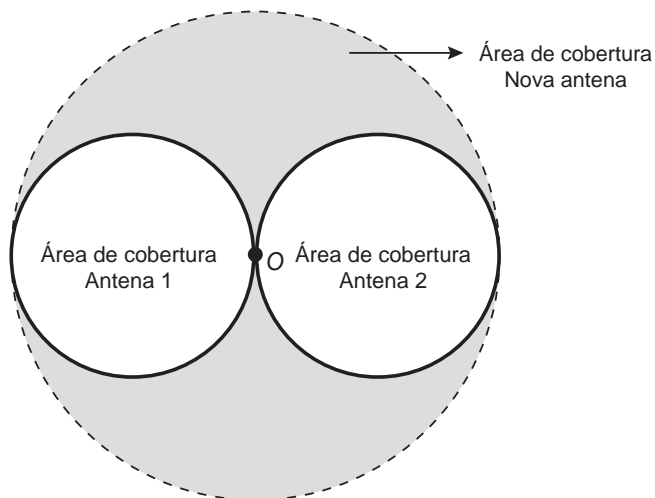 Área de cobertura
Nova antena
Área de cobertura
Antena 1
O
Área de cobertura
Antena 2